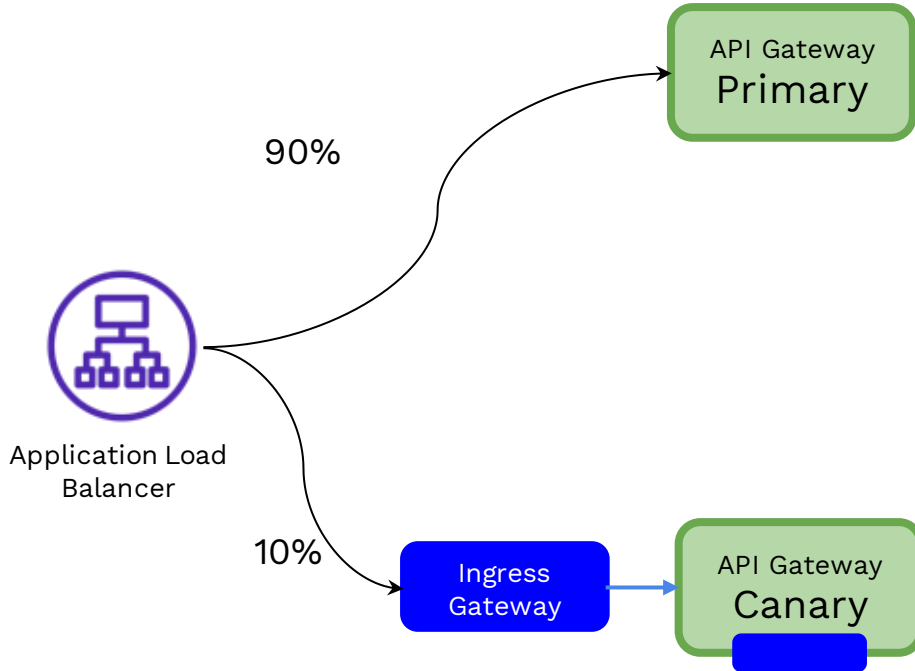 API Gateway
Primary
90%
Application Load
Balancer
10%
Ingress
Gateway
API Gateway
Canary